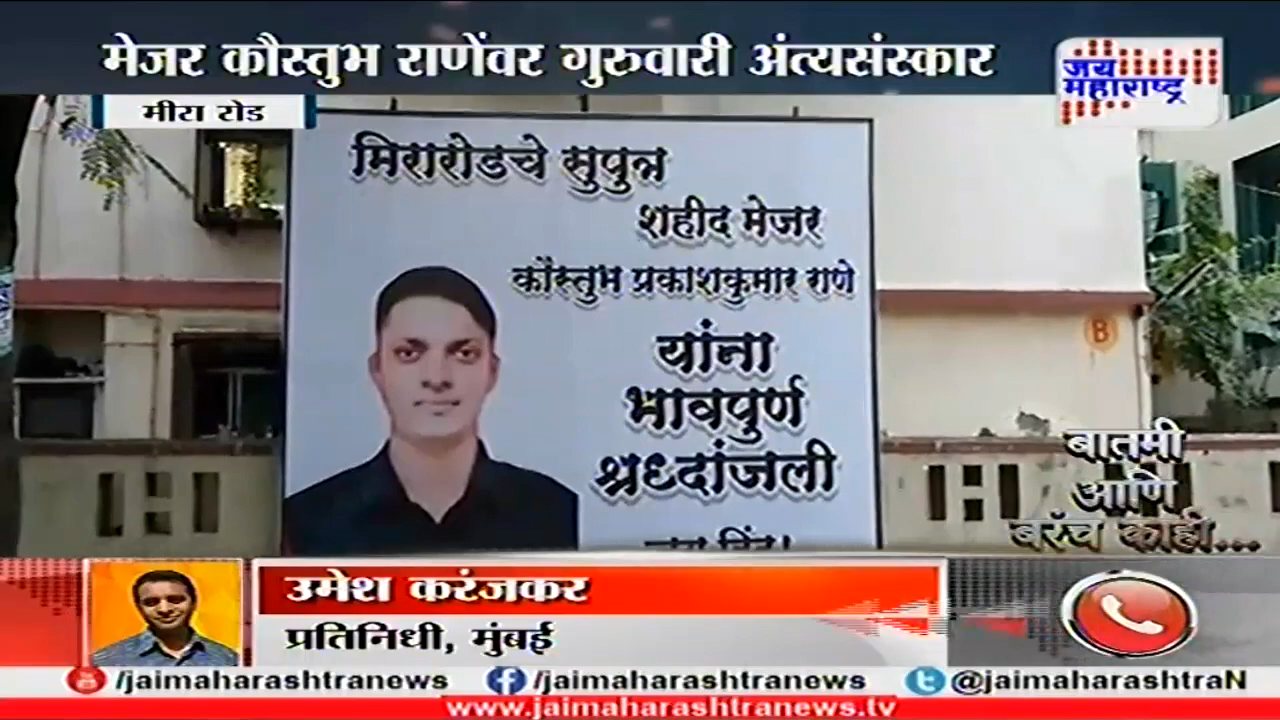 मेजर कौस्तुभ राणेंवर गुरुवारी अंत्यसंस्कार
जय
महाराष्ट्र
मीरा रोड
मिरारोडचे सुपुत्र
शहीद मेजर
कौस्तुभ प्रकाशकुमार राणे
यांना
भावपुर्ण
श्रध्दांजली
B
बातमी
आणि
बरंच काही...
उमेश करंजकर
प्रतिनिधी, मुंबई
/jaimaharashtranews
/jaimaharashtranews
@jaimaharashtraN
www.jaimaharashtranews.tv